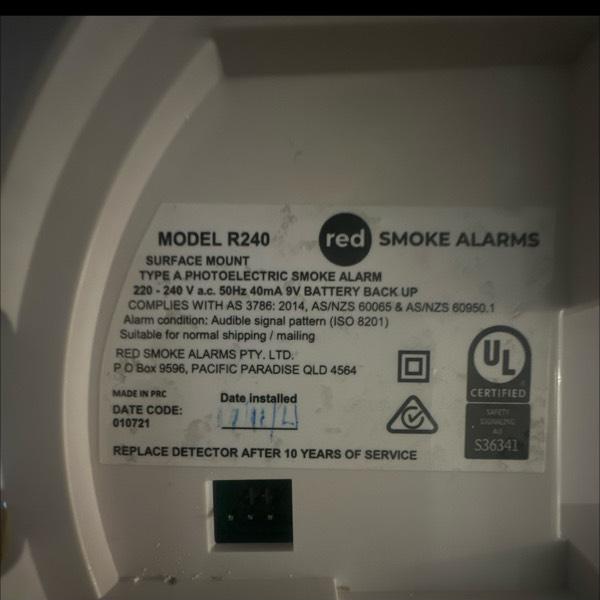 MODEL R240
red SMOKE ALARMS
SURFACE MOUNT
TYPE A PHOTOELECTRIC SMOKE ALARM
220 - 240 V a.c. 50Hz 40mA 9V BATTERY BACK UP
COMPLIES WITH AS 3786: 2014, AS/NZS 60065 & AS/NZS 60950.1
Alarm condition: Audible signal pattern (ISO 8201)
Suitable for normal shipping / mailing
RED SMOKE ALARMS PTY. LTD.
P O Box 9596, PACIFIC PARADISE QLD 4564
MADE IN PRC
DATE CODE:
010721
Date installed
UL
CERTIFIED
SAFETY
SIGNALING
AU
S36341
REPLACE DETECTOR AFTER 10 YEARS OF SERVICE